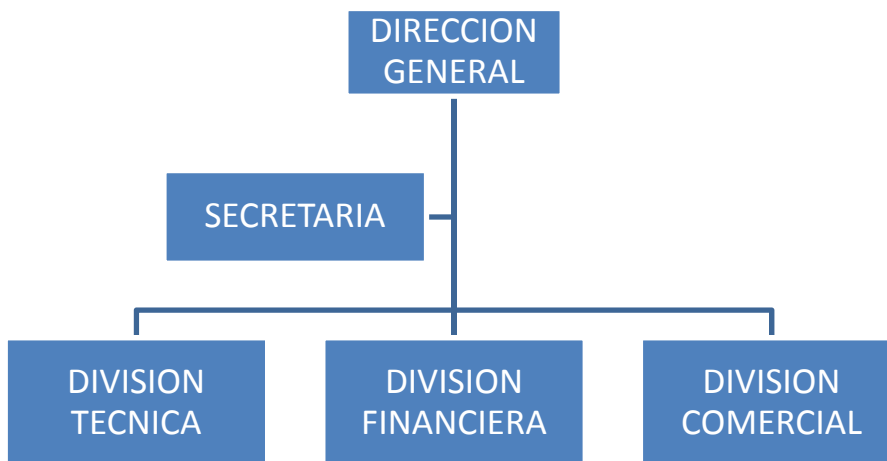 DIRECCION
GENERAL
SECRETARIA
DIVISION
TECNICA
DIVISION
FINANCIERA
DIVISION
COMERCIAL